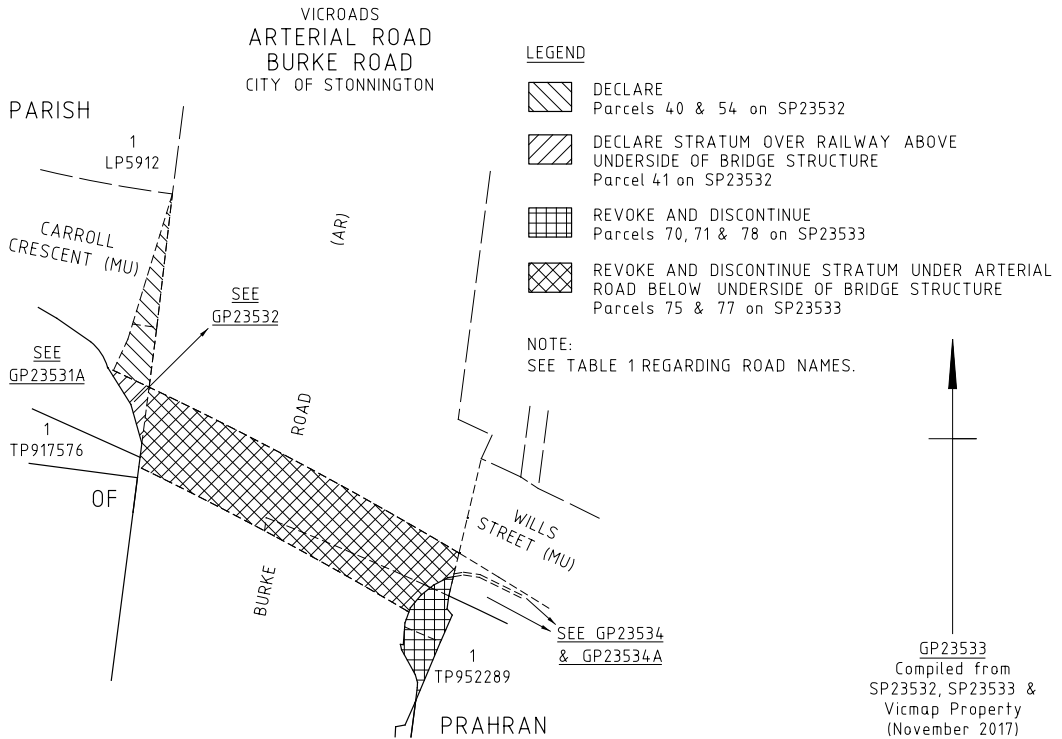 VICROADS
ARTERIAL ROAD
BURKE ROAD
CITY OF STONNINGTON
PARISH
1
LP5912
CARROLL
CRESCENT (MU)
(AR)
SEE
GP23532
SEE
GP23531A
1
TP917576
OF
ROAD
BURKE
WILLS
STREET (MU)
SEE GP23534
& GP23534A
1
TP952289
PRAHRAN
LEGEND
DECLARE
Parcels 40 & 54 on SP23532
DECLARE STRATUM OVER RAILWAY ABOVE
UNDERSIDE OF BRIDGE STRUCTURE
Parcel 41 on SP23532
REVOKE AND DISCONTINUE
Parcels 70, 71 & 78 on SP23533
REVOKE AND DISCONTINUE STRATUM UNDER ARTERIAL
ROAD BELOW UNDERSIDE OF BRIDGE STRUCTURE
Parcels 75 & 77 on SP23533
NOTE:
SEE TABLE 1 REGARDING ROAD NAMES.
GP23533
Compiled from
SP23532, SP23533 &
Vicmap Property
(November 2017)